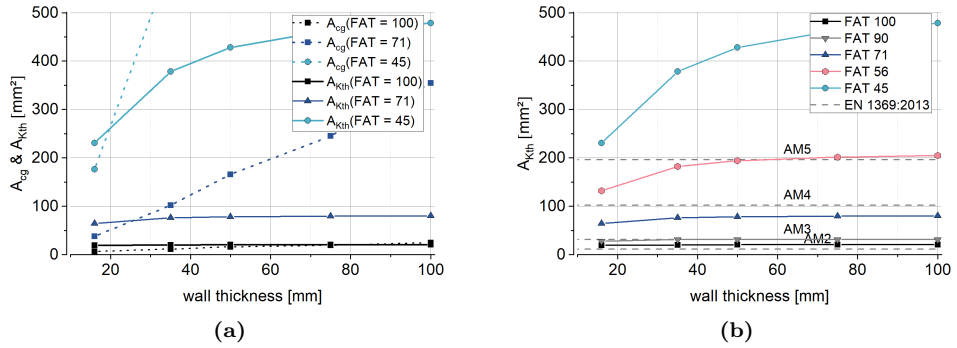 500
400
300
200
100
0
A_cg & A_Kth [mm²]
20
40
60
80
100
wall thickness [mm]
A_cg(FAT = 100)
A_cg(FAT = 71)
A_cg(FAT = 45)
A_Kth(FAT = 100)
A_Kth(FAT = 71)
A_Kth(FAT = 45)
(a)
500
400
300
200
100
0
A_Kth [mm²]
20
40
60
80
100
wall thickness [mm]
FAT 100
FAT 90
FAT 71
FAT 56
FAT 45
EN 1369:2013
AM5
AM4
AM3
AM2
(b)